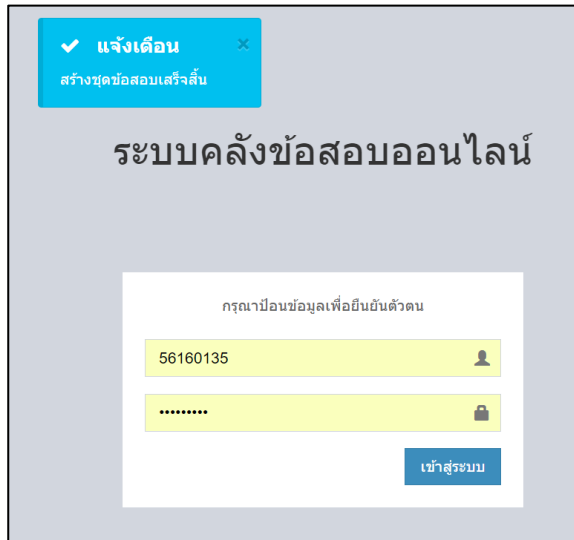 แจ้งเดือน ×
สร้างชุดข้อสอบเสร็จสิ้น
ระบบคลังข้อสอบออนไลน์
กรุณาป้อนข้อมูลเพื่อยืนยันตัวตน
56160135
•••••••••
เข้าสู่ระบบ